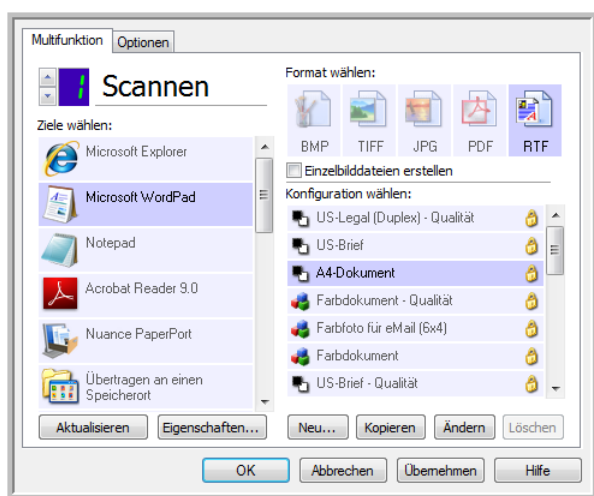 Multifunktion
Optionen
1 Scannen
Ziele wählen:
Microsoft Explorer
Microsoft WordPad
Notepad
Acrobat Reader 9.0
Nuance PaperPort
Übertragen an einen
Speicherort
Aktualisieren
Eigenschaften...
Format wählen:
BMP TIFF JPG PDF RTF
Einzelbilddateien erstellen
Konfiguration wählen:
US-Legal (Duplex) - Qualität
US-Brief
A4-Dokument
Farbdokument - Qualität
Farbfoto für eMail (6x4)
Farbdokument
US-Brief - Qualität
Neu... Kopieren Ändern Löschen
OK Abbrechen Übernehmen Hilfe